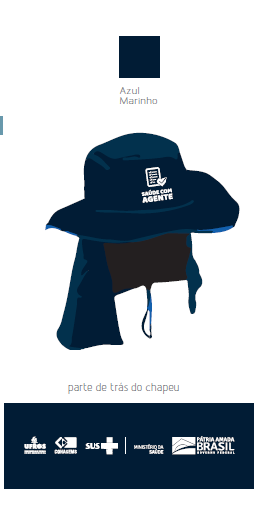 Azul
Marinho
SAÚDE COM
AGENTE
parte de trás do chapeu
UFRGS
CONASEMS
SUS
MINISTÉRIO DA
SAÚDE
PÁTRIA AMADA
BRASIL
GOVERNO FEDERAL